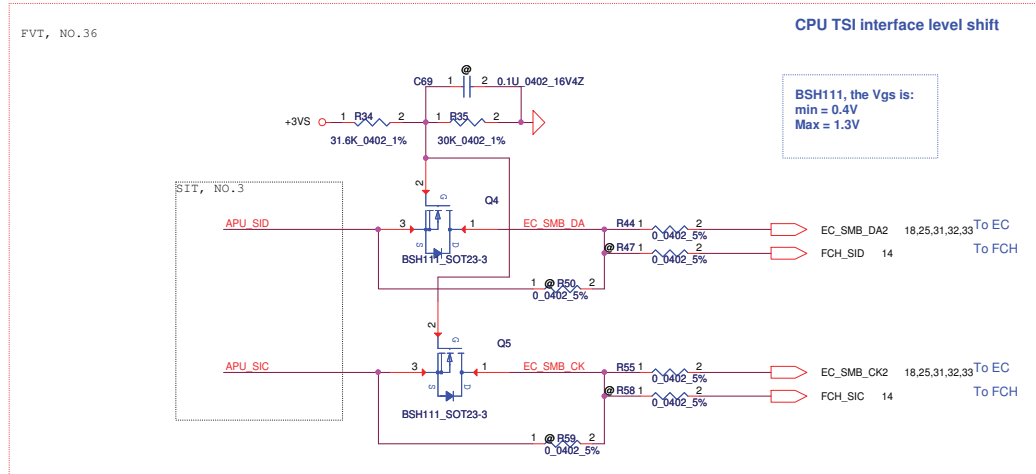 CPU TSI interface level shift
FVT, NO.36
@
C69 1 2 0.1U_0402_16V4Z
BSH111, the Vgs is:
min = 0.4V
Max = 1.3V
+3VS 1 R34 2 1 R35 2
31.6K_0402_1% 30K_0402_1%
SIT, NO.3
2
G
Q4
APU_SID 3 1 EC_SMB_DA R44 1 2 EC_SMB_DA2 18,25,31,32,33 To EC
0_0402_5%
S D
@ R47 1 2 FCH_SID 14 To FCH
BSH111_SOT23-3 0_0402_5%
1 @ R50 2
0_0402_5%
2
G
Q5
APU_SIC 3 1 EC_SMB_CK R55 1 2 EC_SMB_CK2 18,25,31,32,33 To EC
0_0402_5%
S D
@ R58 1 2 FCH_SIC 14 To FCH
BSH111_SOT23-3 0_0402_5%
1 @ R59 2
0_0402_5%